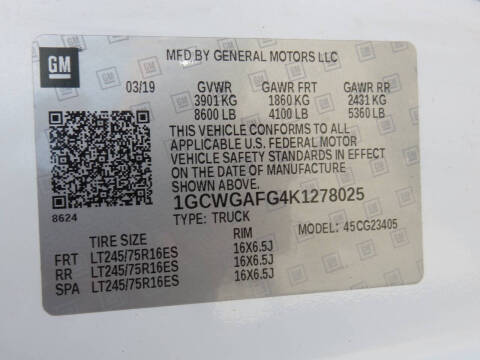 GM
MFD BY GENERAL MOTORS LLC
03/19 GVWR GAWR FRT GAWR RR
3901 KG 1860 KG 2431 KG
8600 LB 4100 LB 5360 LB
THIS VEHICLE CONFORMS TO ALL
APPLICABLE U.S. FEDERAL MOTOR
VEHICLE SAFETY STANDARDS IN EFFECT
ON THE DATE OF MANUFACTURE
SHOWN ABOVE.
8624
1GCWGAFG4K1278025
TYPE: TRUCK MODEL: 45CG23405
TIRE SIZE RIM
FRT LT245/75R16ES 16X6.5J
RR LT245/75R16ES 16X6.5J
SPA LT245/75R16ES 16X6.5J